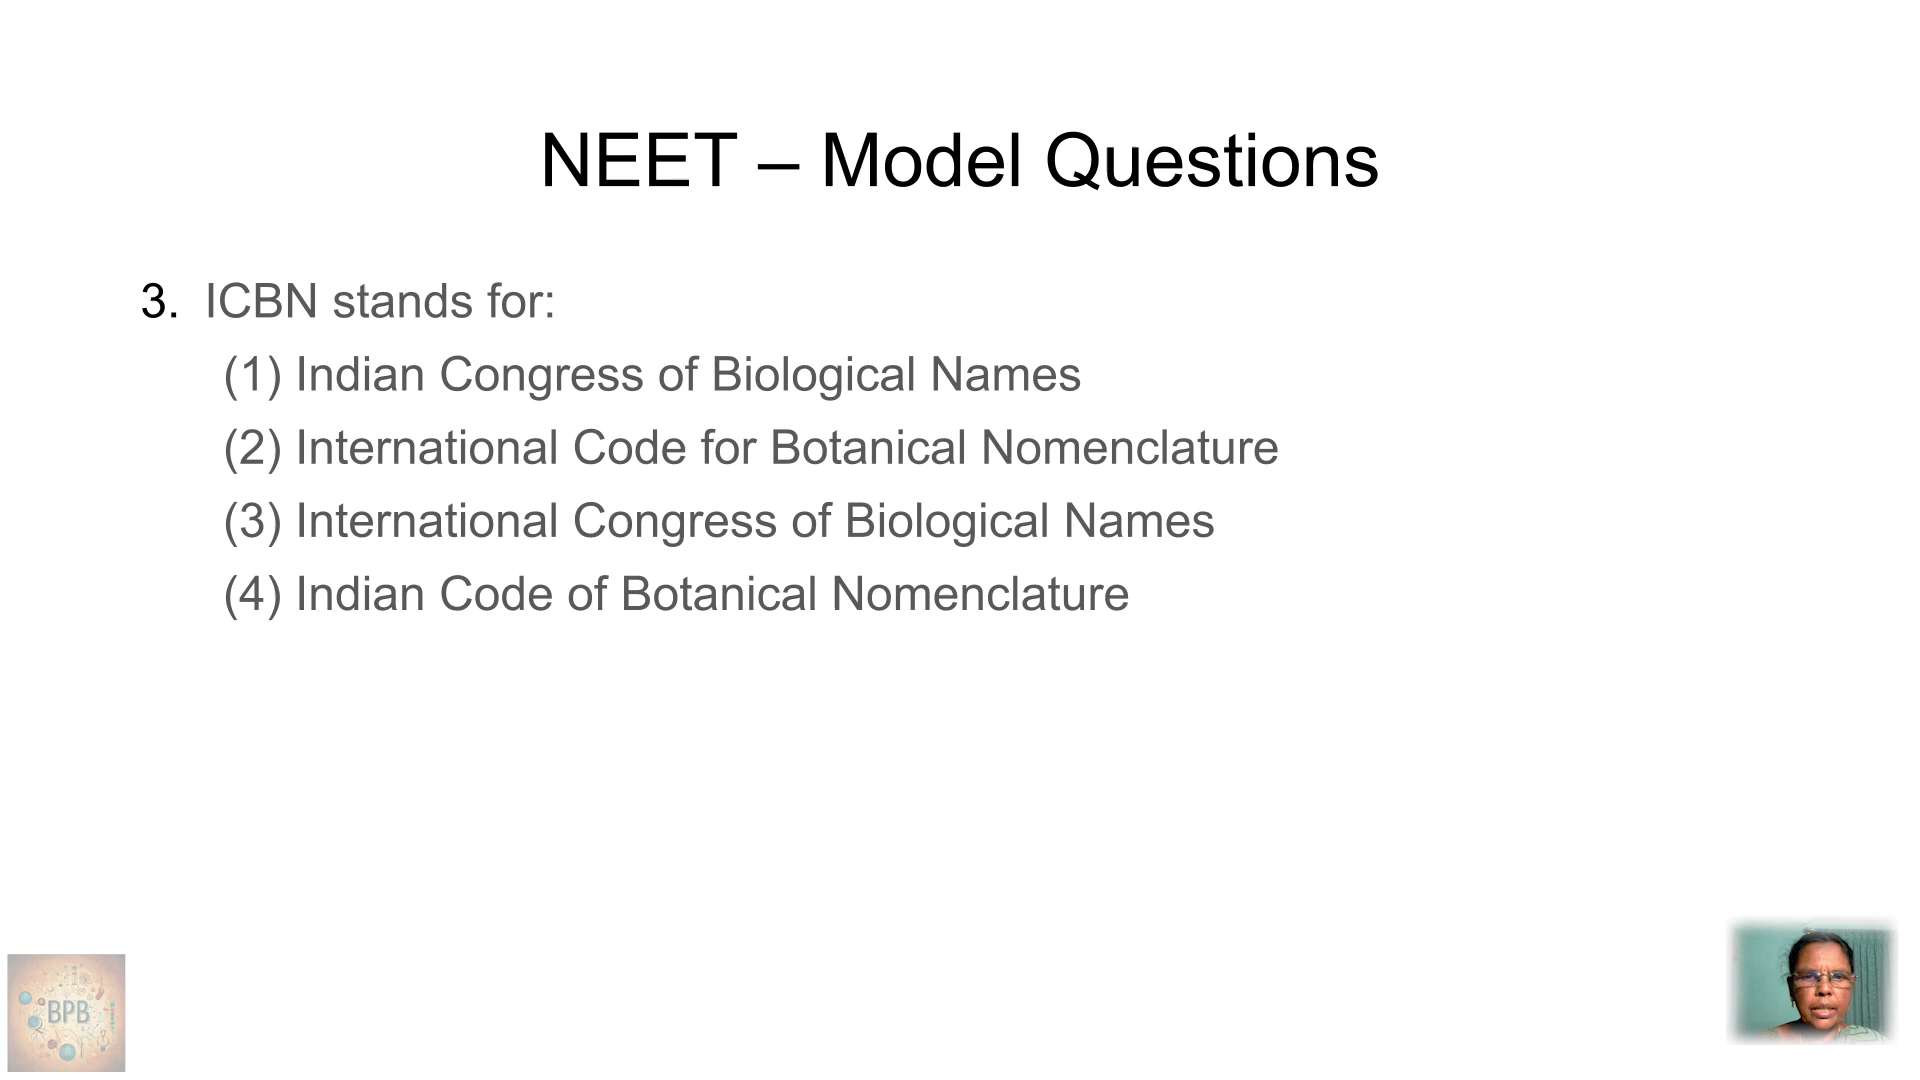 NEET – Model Questions
3. ICBN stands for:
(1) Indian Congress of Biological Names
(2) International Code for Botanical Nomenclature
(3) International Congress of Biological Names
(4) Indian Code of Botanical Nomenclature
BPB